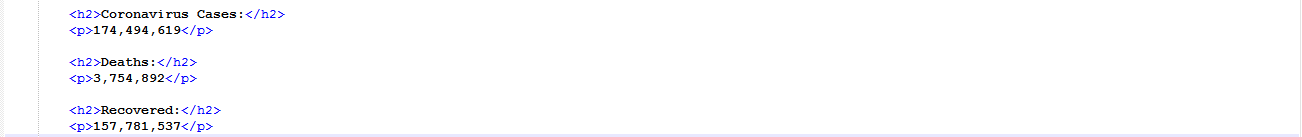 <h2>Coronavirus Cases:</h2>
<p>174,494,619</p>
<h2>Deaths:</h2>
<p>3,754,892</p>
<h2>Recovered:</h2>
<p>157,781,537</p>